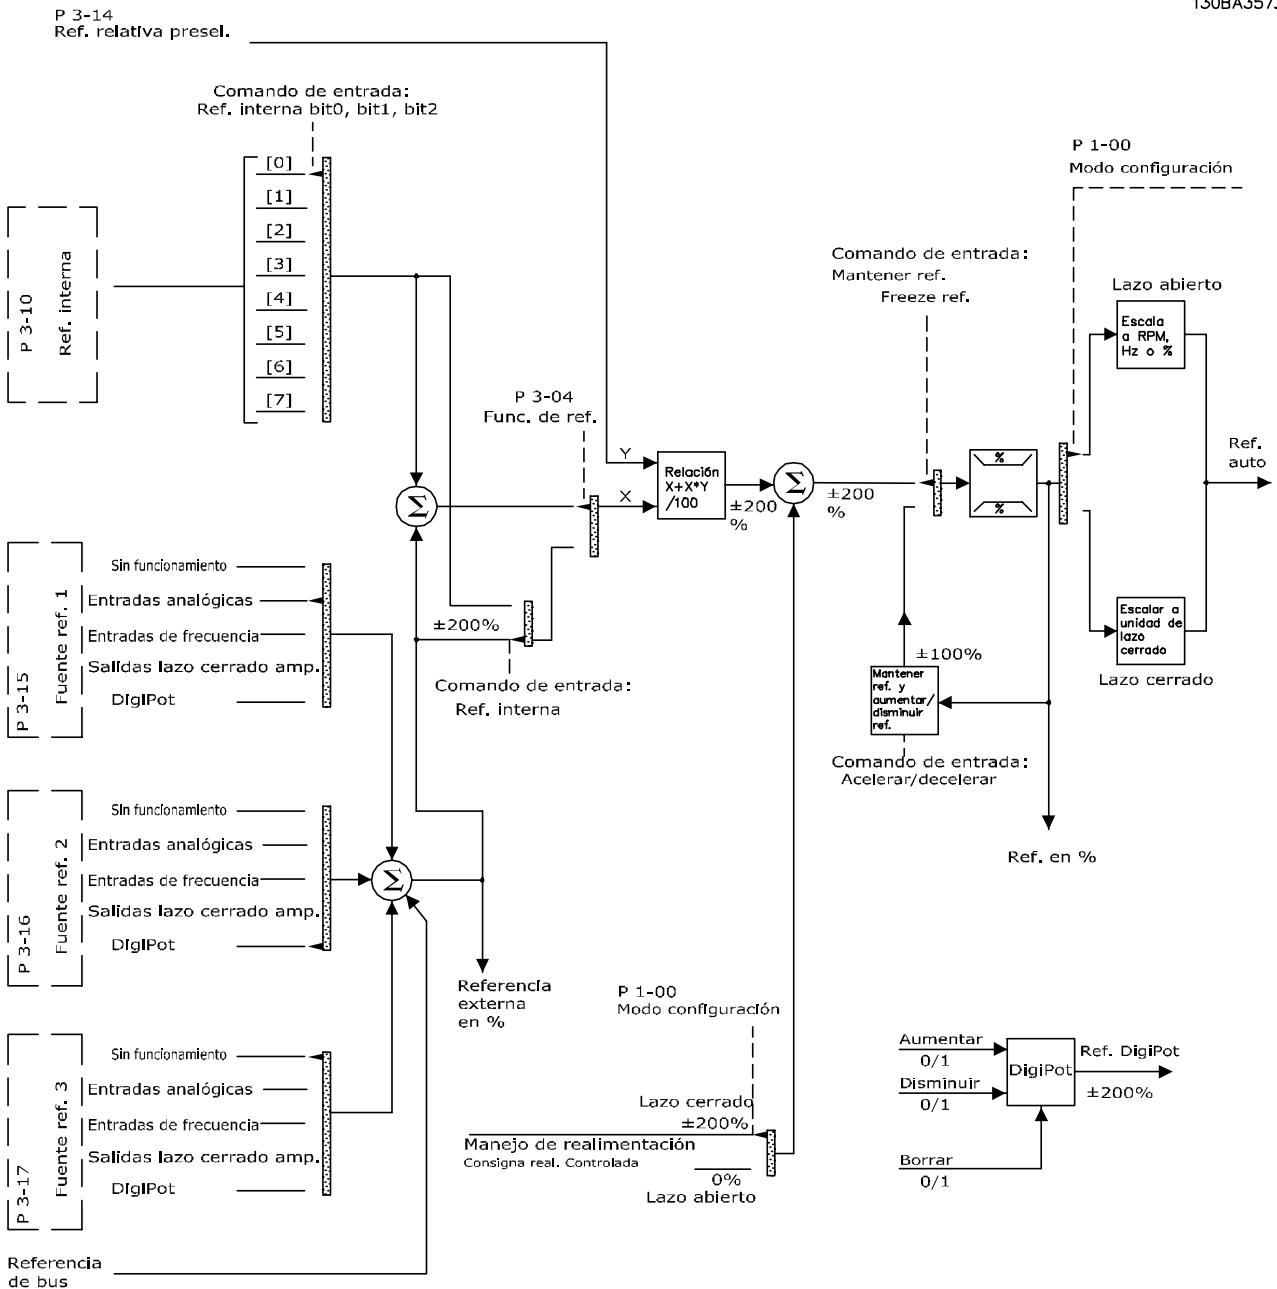 130BA357.
P 3-14
Ref. relativa presel.
Comando de entrada:
Ref. interna bit0, bit1, bit2
P 3-10
Ref. interna
[0]
[1]
[2]
[3]
[4]
[5]
[6]
[7]
P 1-00
Modo configuración
Comando de entrada:
Mantener ref.
Freeze ref.
Lazo abierto
Escala
a RPM,
Hz o %
P 3-04
Func. de ref.
Y
X
Relación
X+X*Y
/100
±200
%
Σ
±200
%
%
%
Ref.
auto
Σ
P 3-15
Fuente ref. 1
Sin funcionamiento
Entradas analógicas
Entradas de frecuencia
Salidas lazo cerrado amp.
DigiPot
±200%
Comando de entrada:
Ref. interna
±100%
Mantener
ref. y
aumentar/
disminuir
ref.
Comando de entrada:
Acelerar/decelerar
Escalar a
unidad de
lazo
cerrado
Lazo cerrado
Ref. en %
P 3-16
Fuente ref. 2
Sin funcionamiento
Entradas analógicas
Entradas de frecuencia
Salidas lazo cerrado amp.
DigiPot
Σ
Referencia
externa
en %
P 1-00
Modo configuración
Lazo cerrado
±200%
Manejo de realimentación
Consigna real. Controlada
0%
Lazo abierto
P 3-17
Fuente ref. 3
Sin funcionamiento
Entradas analógicas
Entradas de frecuencia
Salidas lazo cerrado amp.
DigiPot
Aumentar
0/1
Disminuir
0/1
Borrar
0/1
DigiPot
Ref. DigiPot
±200%
Referencia
de bus